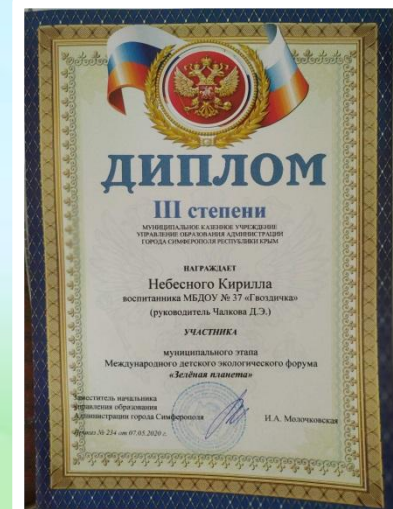 ДИПЛОМ
III степени
МУНИЦИПАЛЬНОЕ КАЗЕННОЕ УЧРЕЖДЕНИЕ
УПРАВЛЕНИЕ ОБРАЗОВАНИЯ АДМИНИСТРАЦИИ
ГОРОДА СИМФЕРОПОЛЯ РЕСПУБЛИКИ КРЫМ
НАГРАЖДАЕТ
Небесного Кирилла
воспитанника МБДОУ № 37 «Гвоздичка»
(руководитель Чалкова Д.Э.)
УЧАСТНИКА
муниципального этапа
Международного детского экологического форума
«Зелёная планета»
Заместитель начальника
управления образования
Администрации города Симферополя
И.А. Молочковская
Приказ № 234 от 07.05.2020 г.